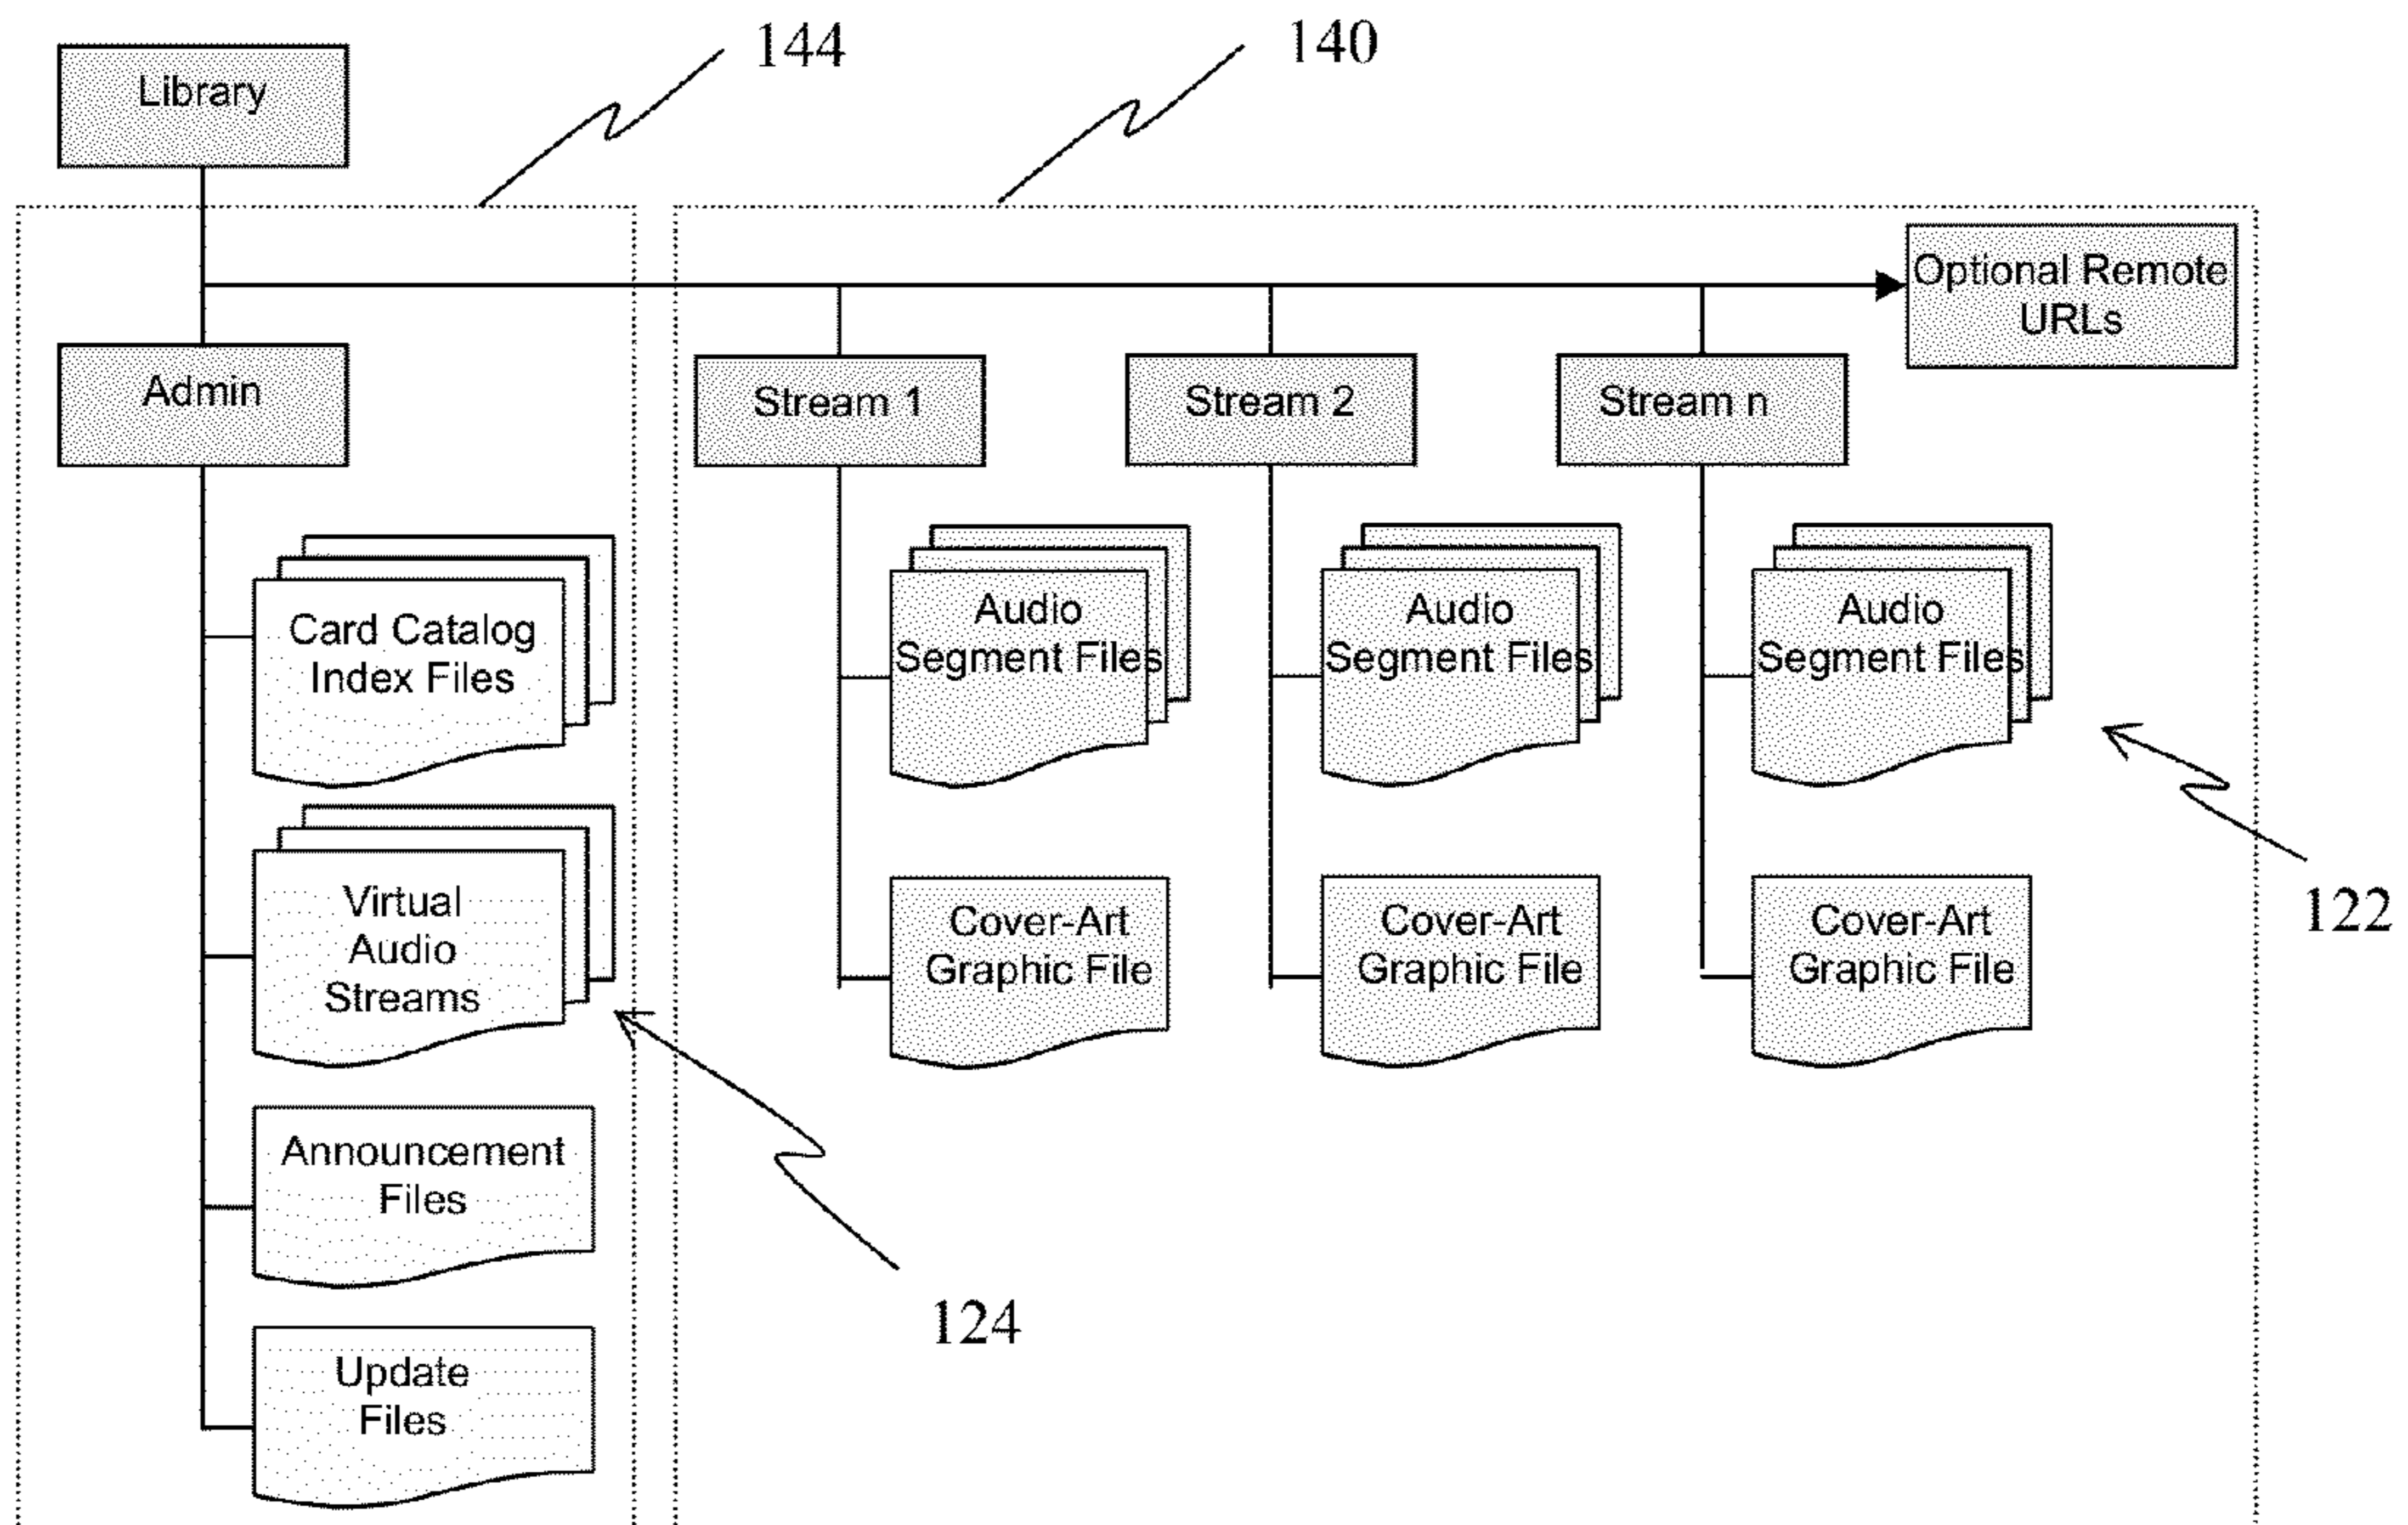 144
140
Library
Optional Remote
URLs
Admin
Stream 1
Stream 2
Stream n
Card Catalog
Index Files
Audio
Segment Files
Audio
Segment Files
Audio
Segment Files
122
Virtual
Audio
Streams
Cover-Art
Graphic File
Cover-Art
Graphic File
Cover-Art
Graphic File
Announcement
Files
124
Update
Files